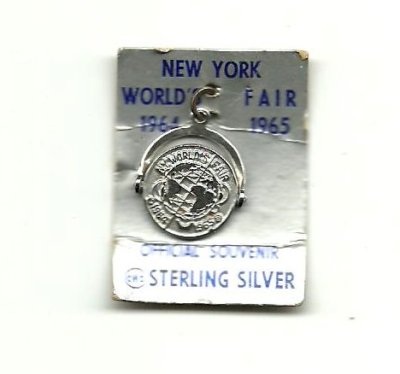 NEW YORK
WORLD'S FAIR
1964 1965
N.Y. WORLD'S FAIR
OFFICIAL SOUVENIR
STERLING SILVER